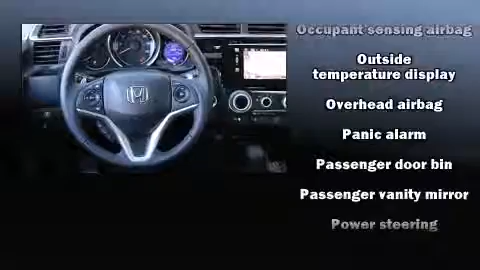 Occupant sensing airbag
Outside
temperature display
Overhead airbag
Panic alarm
Passenger door bin
Passenger vanity mirror
Power steering